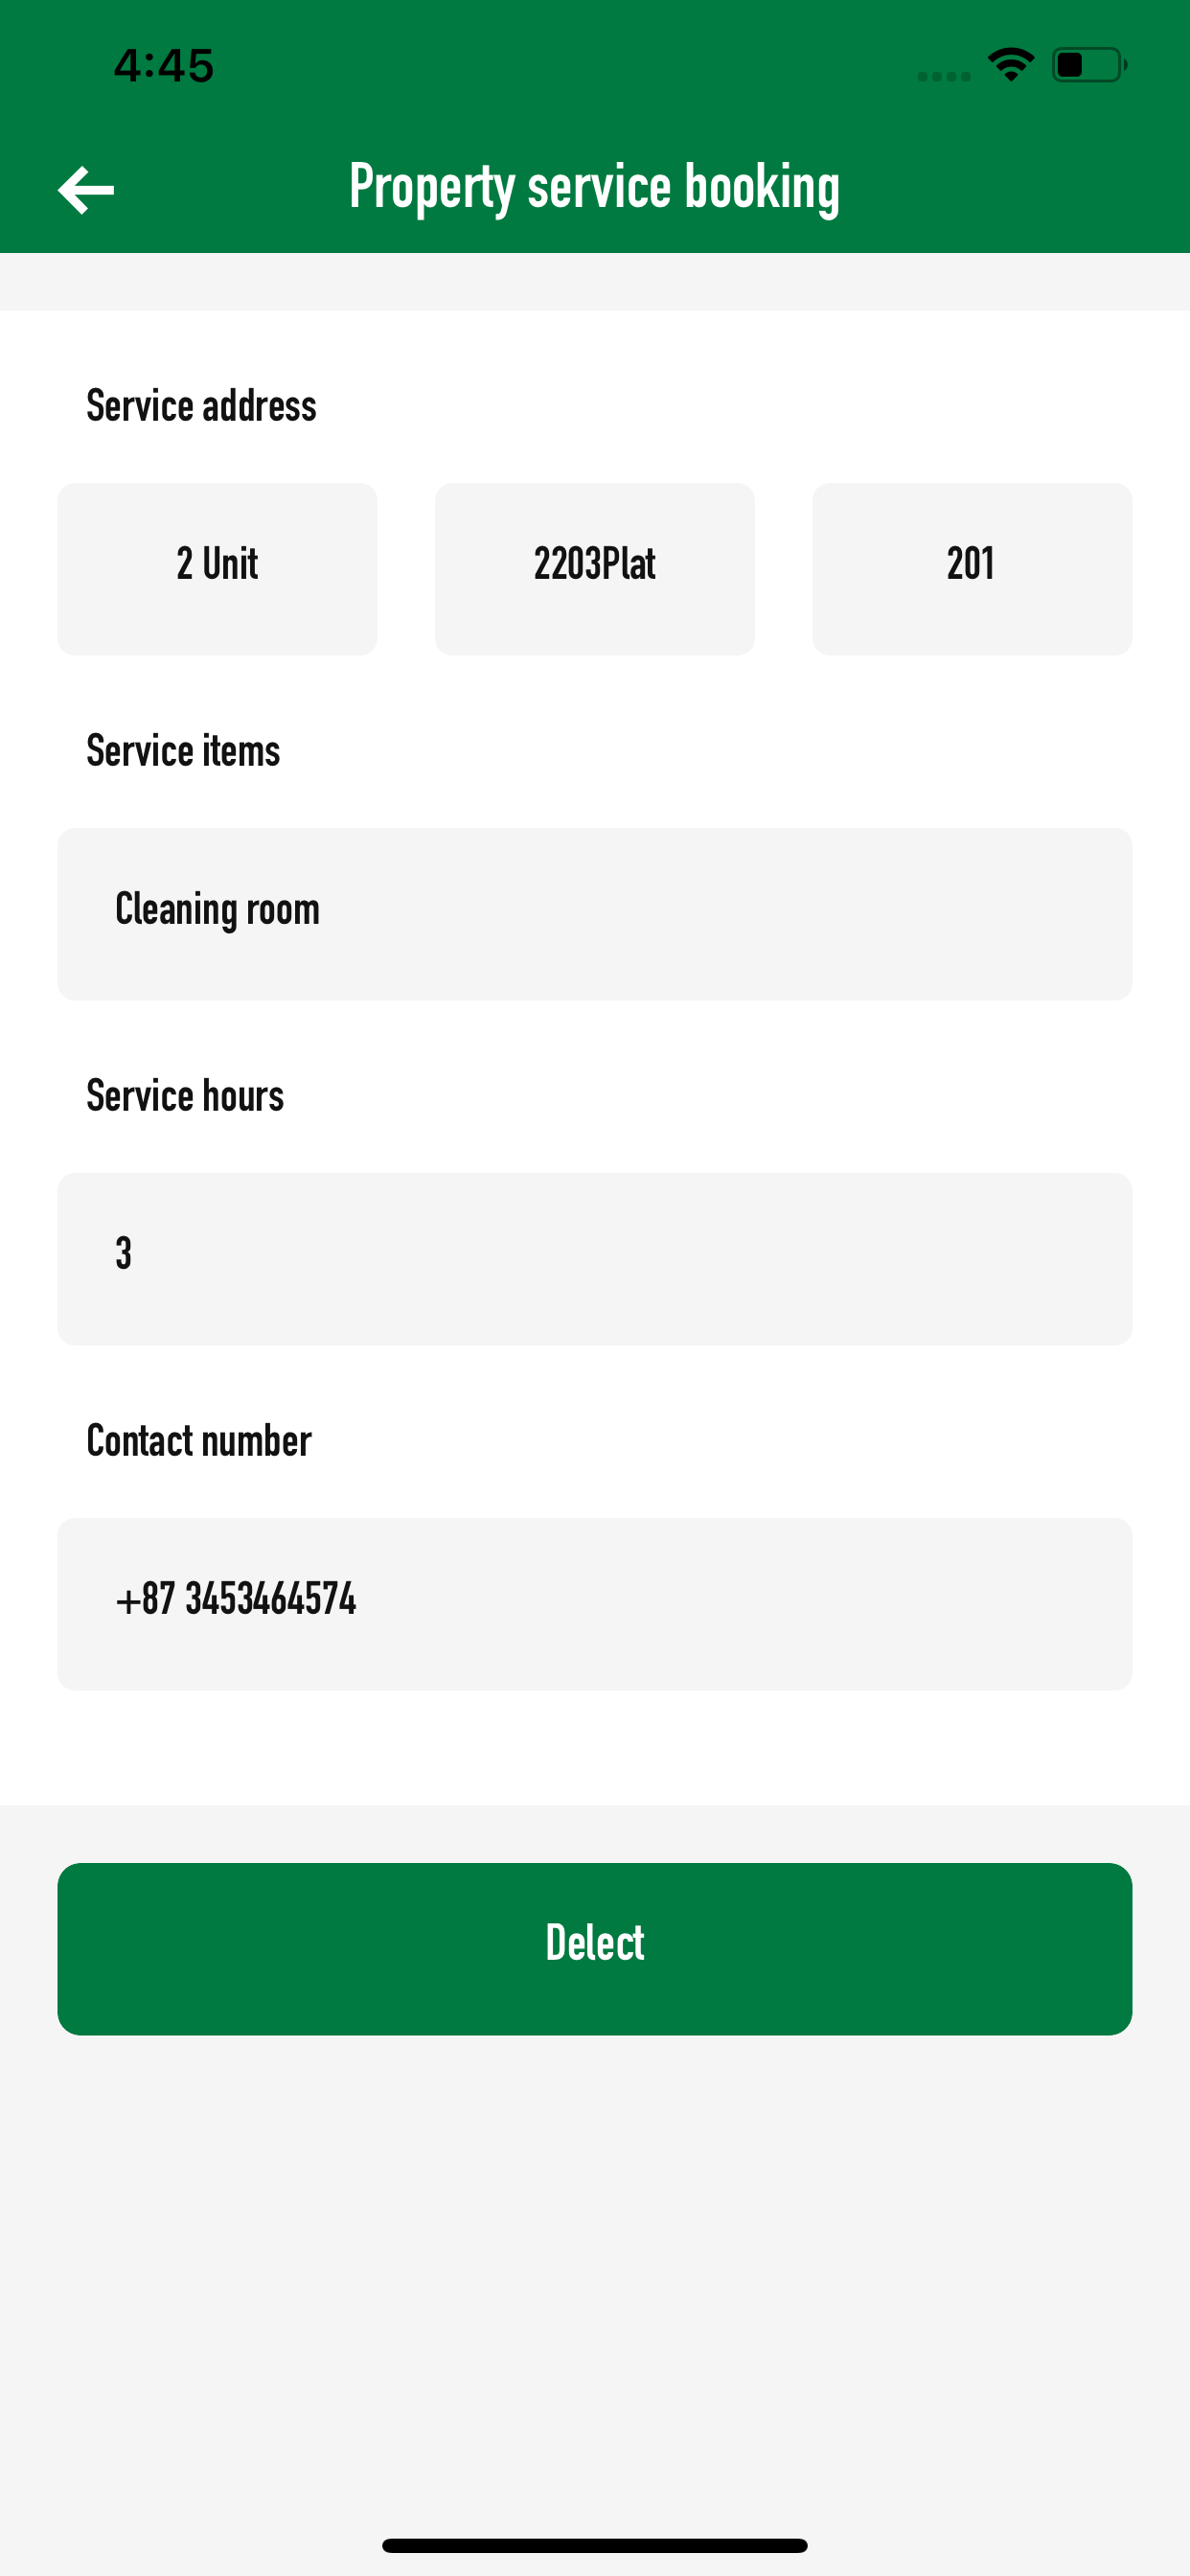 4:45
Property service booking
Service address
2 Unit
2203Plat
201
Service items
Cleaning room
Service hours
3
Contact number
+87 3453464574
Delect